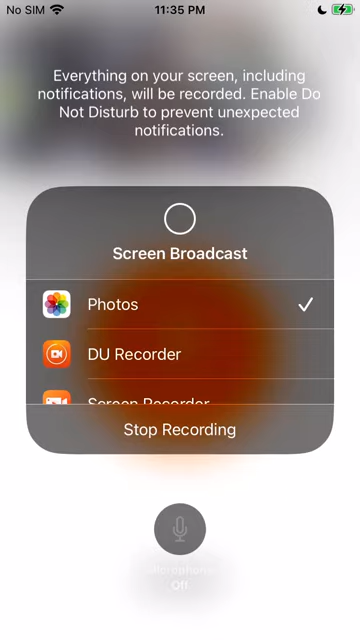 No SIM
11:35 PM
Everything on your screen, including
notifications, will be recorded. Enable Do
Not Disturb to prevent unexpected
notifications.
Screen Broadcast
Photos
DU Recorder
Screen Recorder
Stop Recording
Microphone
Off